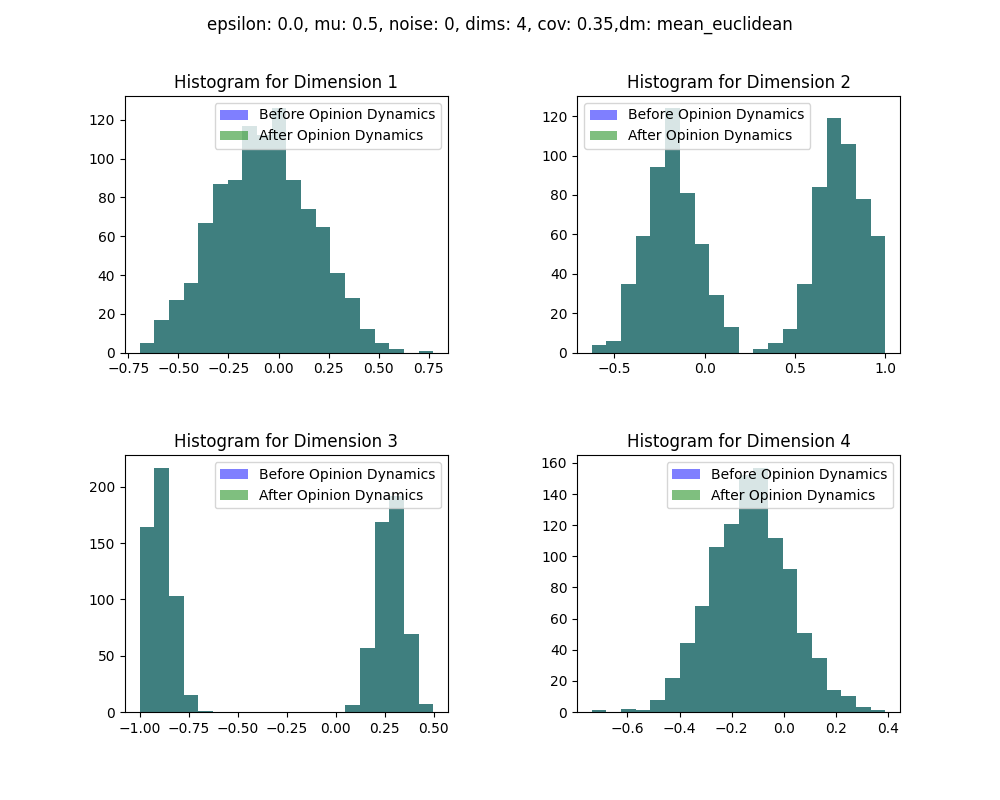 epsilon: 0.0, mu: 0.5, noise: 0, dims: 4, cov: 0.35,dm: mean_euclidean
Histogram for Dimension 1
Before Opinion Dynamics
After Opinion Dynamics
120
100
80
60
40
20
0
−0.75 −0.50 −0.25 0.00 0.25 0.50 0.75
Histogram for Dimension 2
Before Opinion Dynamics
After Opinion Dynamics
120
100
80
60
40
20
0
−0.5 0.0 0.5 1.0
Histogram for Dimension 3
Before Opinion Dynamics
After Opinion Dynamics
200
150
100
50
0
−1.00 −0.75 −0.50 −0.25 0.00 0.25 0.50
Histogram for Dimension 4
Before Opinion Dynamics
After Opinion Dynamics
160
140
120
100
80
60
40
20
0
−0.6 −0.4 −0.2 0.0 0.2 0.4